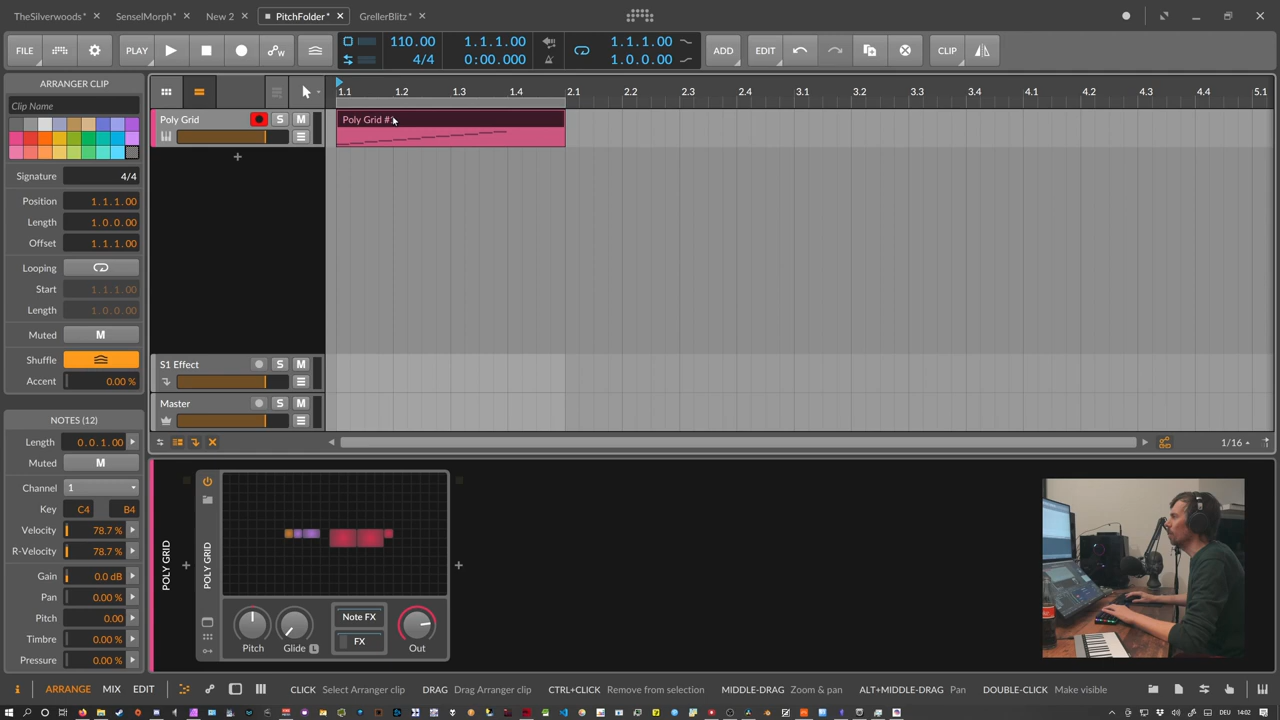 TheSilverwoods*
SenselMorph*
New 2
PitchFolder*
GrellerBlitz*
FILE
PLAY
110.00
4/4
1.1.1.00
0:00.000
1.1.1.00
1.0.0.00
ADD
EDIT
CLIP
ARRANGER CLIP
Clip Name
Signature 4/4
Position 1.1.1.00
Length 1.0.0.00
Offset 1.1.1.00
Looping
Start 1.1.1.00
Length 1.0.0.00
Muted M
Shuffle
Accent 0.00 %
NOTES (12)
Length 0.0.1.00
Muted M
Channel 1
Key C4 B4
Velocity 78.7 %
R-Velocity 78.7 %
Gain 0.0 dB
Pan 0.00 %
Pitch 0.00
Timbre 0.00 %
Pressure 0.00 %
1.1 1.2 1.3 1.4 2.1 2.2 2.3 2.4 3.1 3.2 3.3 3.4 4.1 4.2 4.3 4.4 5.1
Poly Grid S M
Poly Grid #1
S1 Effect S M
Master S M
1/16
POLY GRID
POLY GRID
Pitch
Glide L
Note FX
FX
Out
ARRANGE MIX EDIT
CLICK Select Arranger clip
DRAG Drag Arranger clip
CTRL+CLICK Remove from selection
MIDDLE-DRAG Zoom & pan
ALT+MIDDLE-DRAG Pan
DOUBLE-CLICK Make visible
DEU 14:02